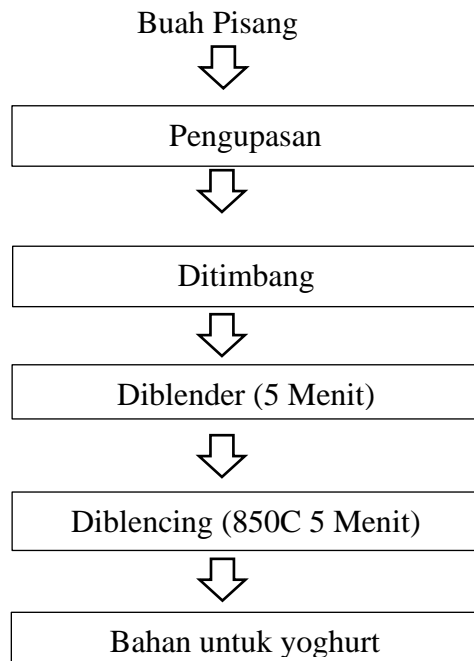 Buah Pisang
Pengupasan
Ditimbang
Diblender (5 Menit)
Diblencing (850C 5 Menit)
Bahan untuk yoghurt